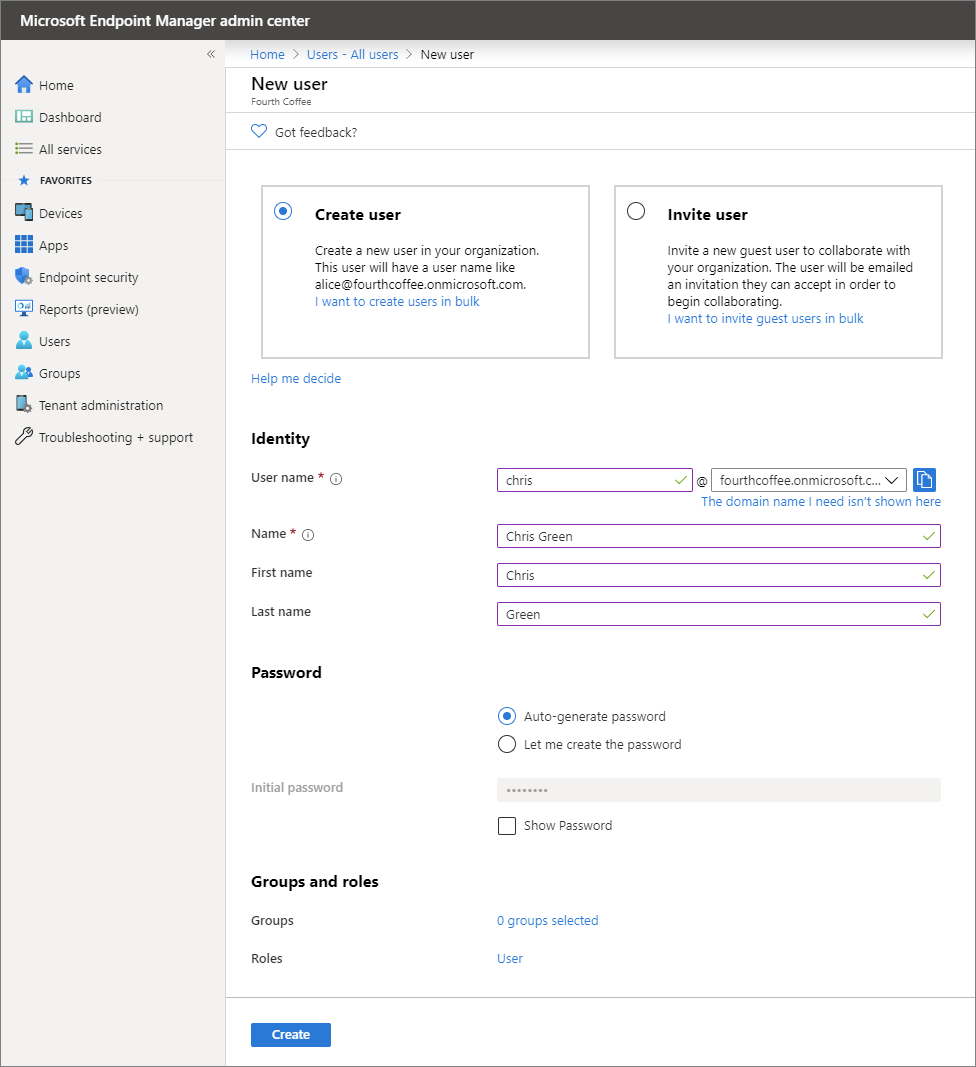 Microsoft Endpoint Manager admin center
«
Home
Dashboard
All services
FAVORITES
Devices
Apps
Endpoint security
Reports (preview)
Users
Groups
Tenant administration
Troubleshooting + support
Home > Users - All users > New user
New user
Fourth Coffee
Got feedback?
Create user
Create a new user in your organization.
This user will have a user name like
alice@fourthcoffee.onmicrosoft.com.
I want to create users in bulk
Invite user
Invite a new guest user to collaborate with
your organization. The user will be emailed
an invitation they can accept in order to
begin collaborating.
I want to invite guest users in bulk
Help me decide
Identity
User name * chris @ fourthcoffee.onmicrosoft.c...
The domain name I need isn't shown here
Name * Chris Green
First name Chris
Last name Green
Password
Auto-generate password
Let me create the password
Initial password ••••••••
Show Password
Groups and roles
Groups 0 groups selected
Roles User
Create